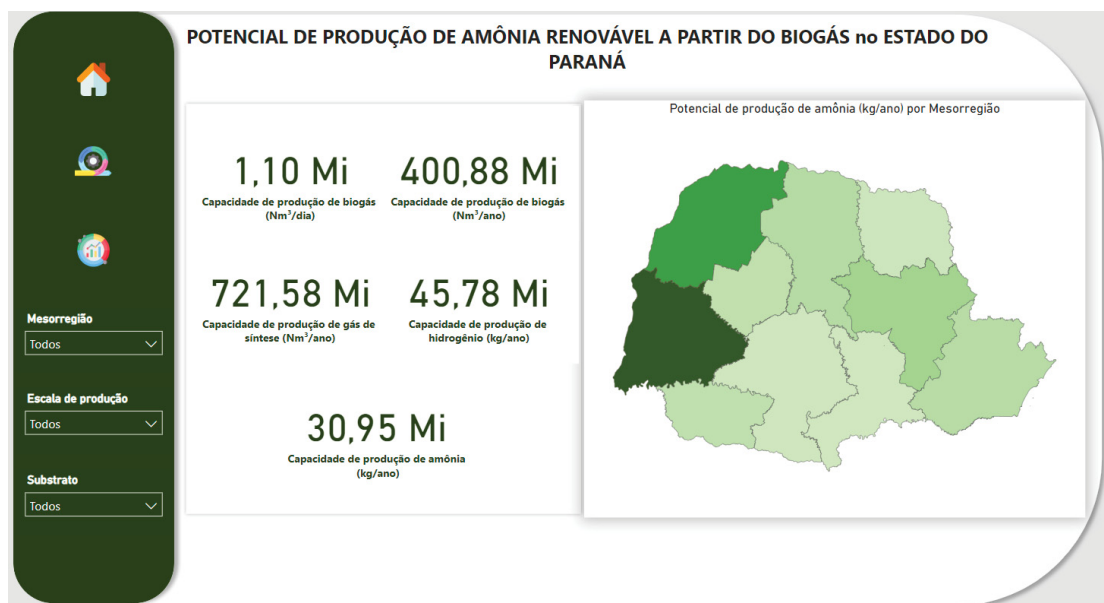 POTENCIAL DE PRODUÇÃO DE AMÔNIA RENOVÁVEL A PARTIR DO BIOGÁS no ESTADO DO
PARANÁ
Mesorregião
Todos
Escala de produção
Todos
Substrato
Todos
1,10 Mi
Capacidade de produção de biogás
(Nm³/dia)
400,88 Mi
Capacidade de produção de biogás
(Nm³/ano)
721,58 Mi
Capacidade de produção de gás de
síntese (Nm³/ano)
45,78 Mi
Capacidade de produção de
hidrogênio (kg/ano)
30,95 Mi
Capacidade de produção de amônia
(kg/ano)
Potencial de produção de amônia (kg/ano) por Mesorregião